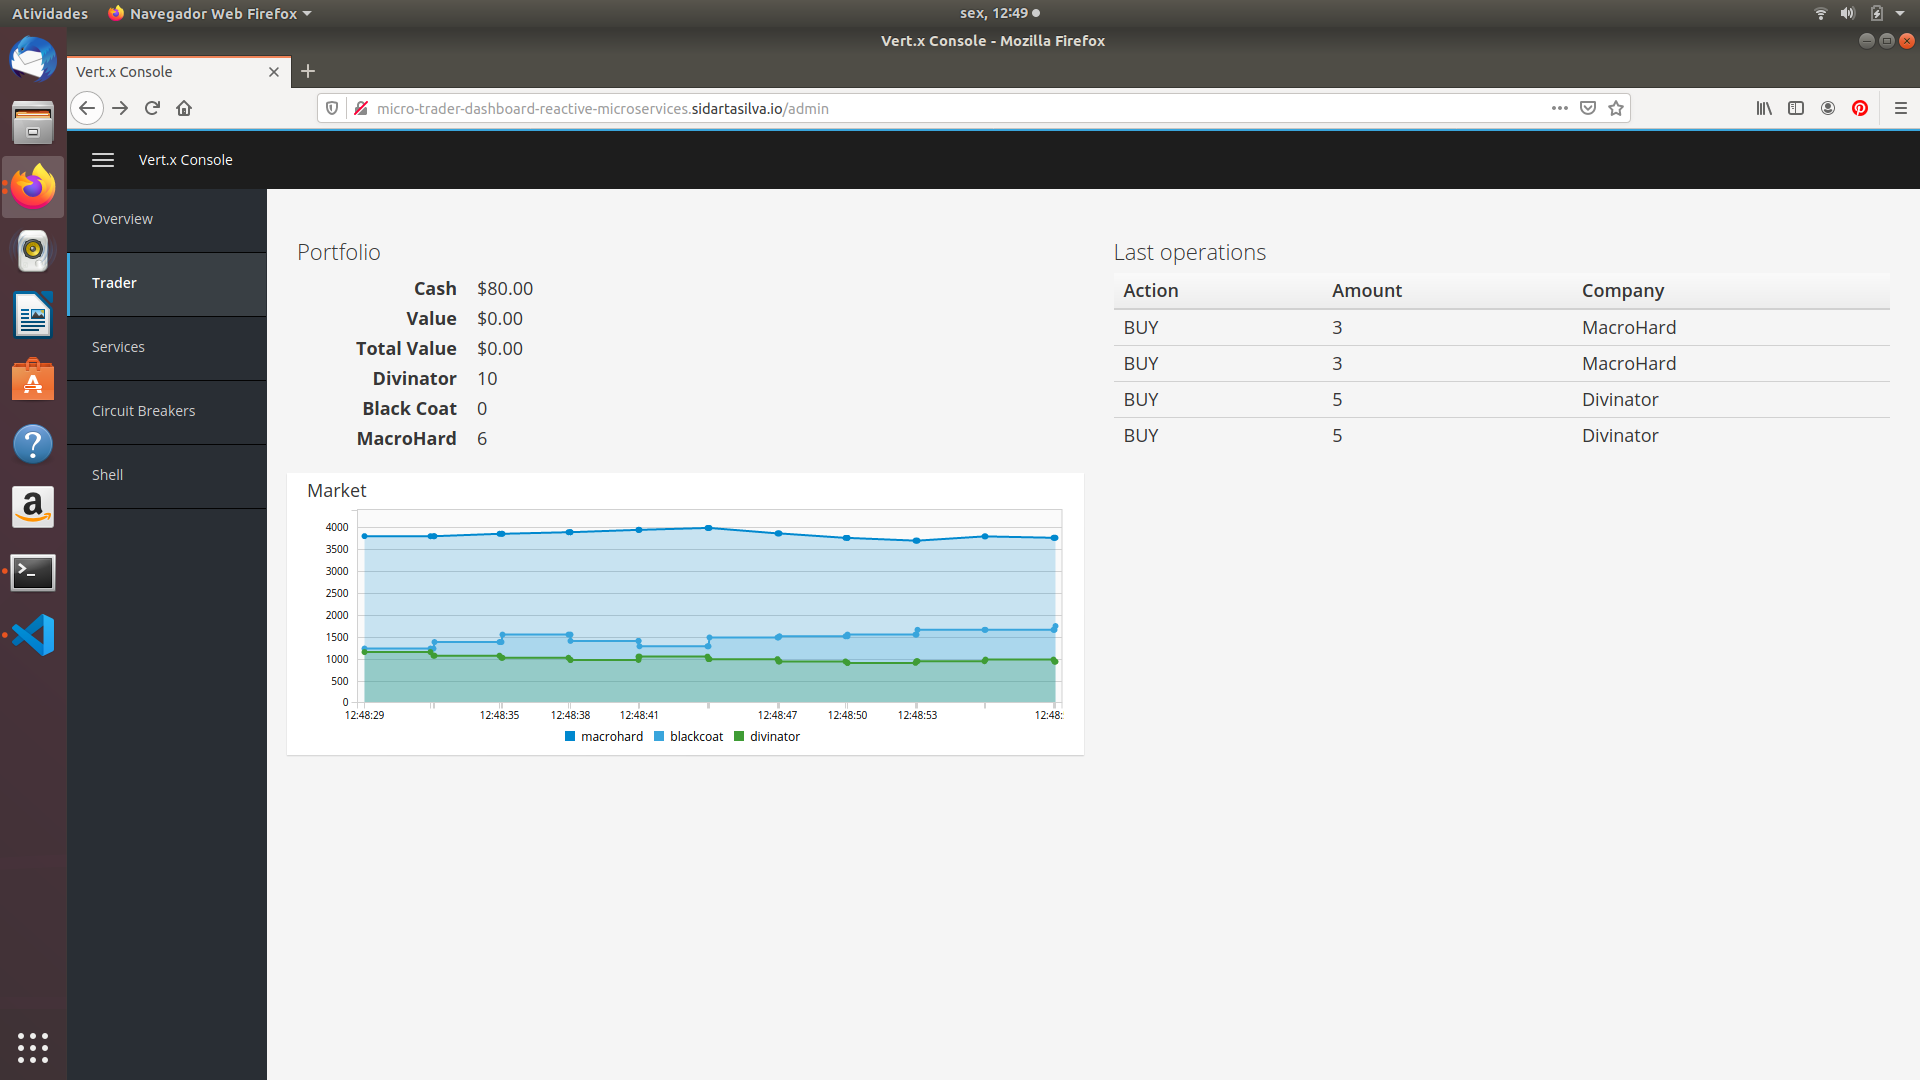 Atividades Navegador Web Firefox sex, 12:49
Vert.x Console - Mozilla Firefox
Vert.x Console
micro-trader-dashboard-reactive-microservices.sidartasilva.io/admin
Vert.x Console
Overview
Trader
Services
Circuit Breakers
Shell
Portfolio
Cash $80.00
Value $0.00
Total Value $0.00
Divinator 10
Black Coat 0
MacroHard 6
Last operations
Action Amount Company
BUY 3 MacroHard
BUY 3 MacroHard
BUY 5 Divinator
BUY 5 Divinator
Market
4000
3500
3000
2500
2000
1500
1000
500
0
12:48:29 12:48:35 12:48:38 12:48:41 12:48:47 12:48:50 12:48:53 12:48:
macrohard blackcoat divinator